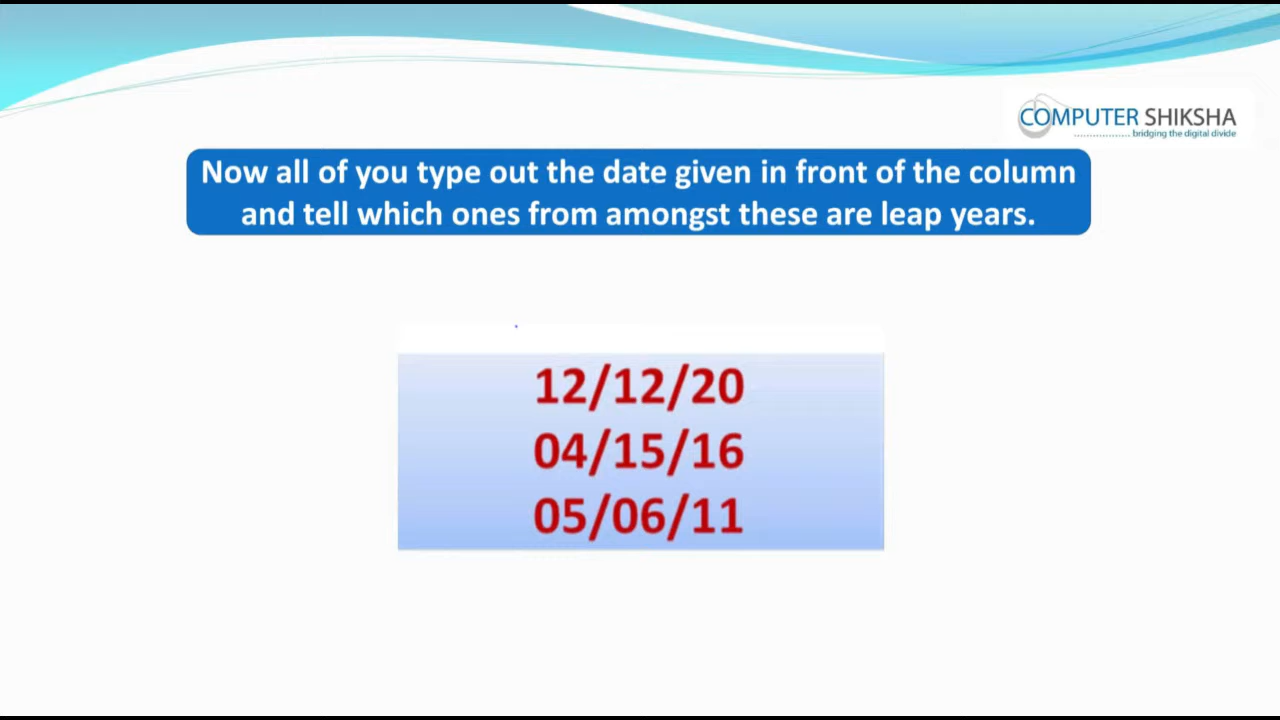 COMPUTER SHIKSHA
................ bridging the digital divide
Now all of you type out the date given in front of the column
and tell which ones from amongst these are leap years.
12/12/20
04/15/16
05/06/11